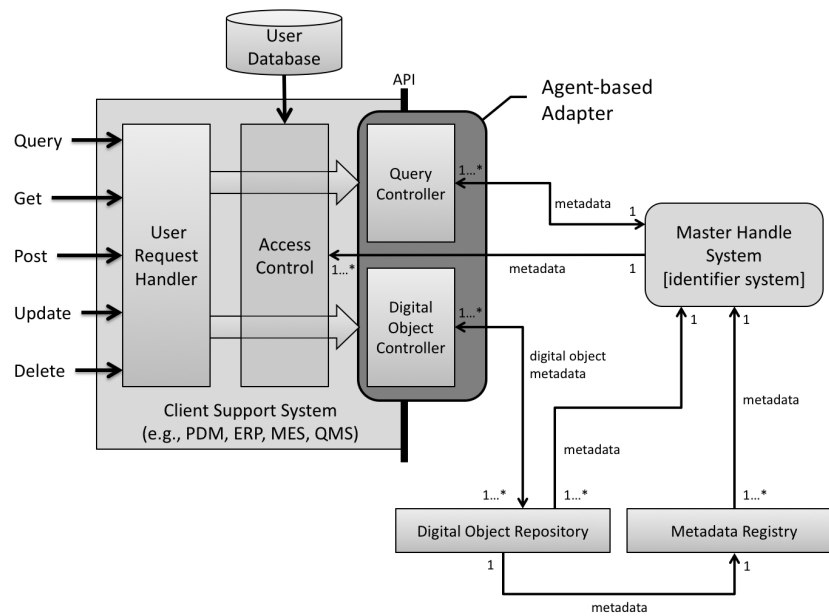 User
Database
API
Agent-based
Adapter
Query
Get
Post
Update
Delete
User
Request
Handler
Access
Control
Query
Controller
1...*
metadata
1
Master Handle
System
[identifier system]
1...*
metadata
1
Digital
Object
Controller
1...*
1
1
digital object
metadata
Client Support System
(e.g., PDM, ERP, MES, QMS)
metadata
metadata
1...*
1...*
1...*
Digital Object Repository
Metadata Registry
1
1
metadata